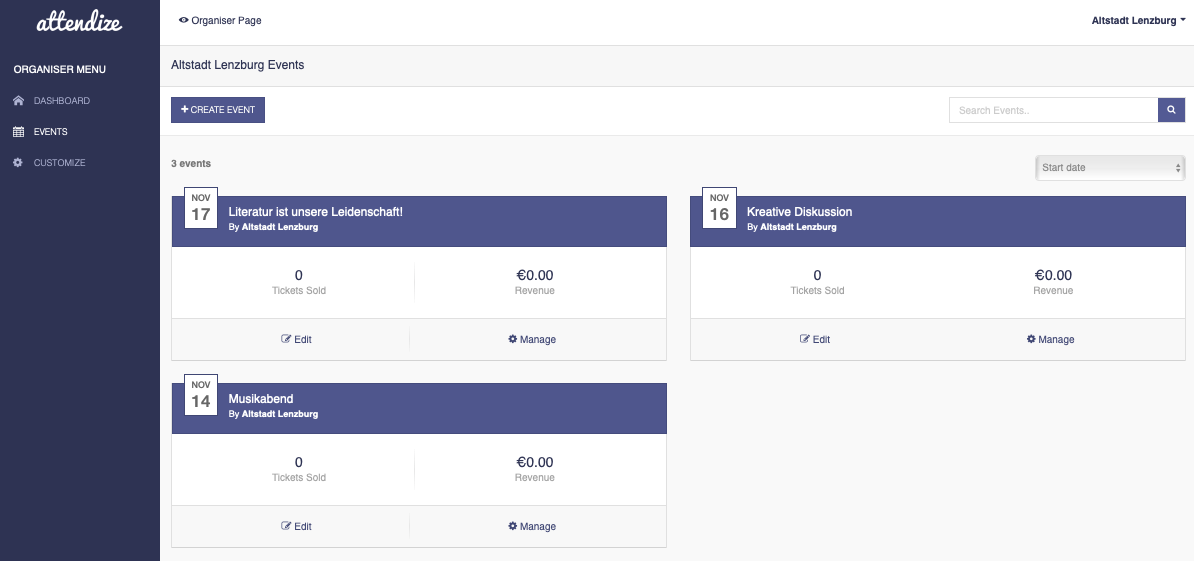 attendize
Organiser Page
Altstadt Lenzburg
ORGANISER MENU
DASHBOARD
EVENTS
CUSTOMIZE
Altstadt Lenzburg Events
+ CREATE EVENT
Search Events..
3 events
Start date
NOV
17
Literatur ist unsere Leidenschaft!
By Altstadt Lenzburg
0
Tickets Sold
€0.00
Revenue
Edit
Manage
NOV
16
Kreative Diskussion
By Altstadt Lenzburg
0
Tickets Sold
€0.00
Revenue
Edit
Manage
NOV
14
Musikabend
By Altstadt Lenzburg
0
Tickets Sold
€0.00
Revenue
Edit
Manage